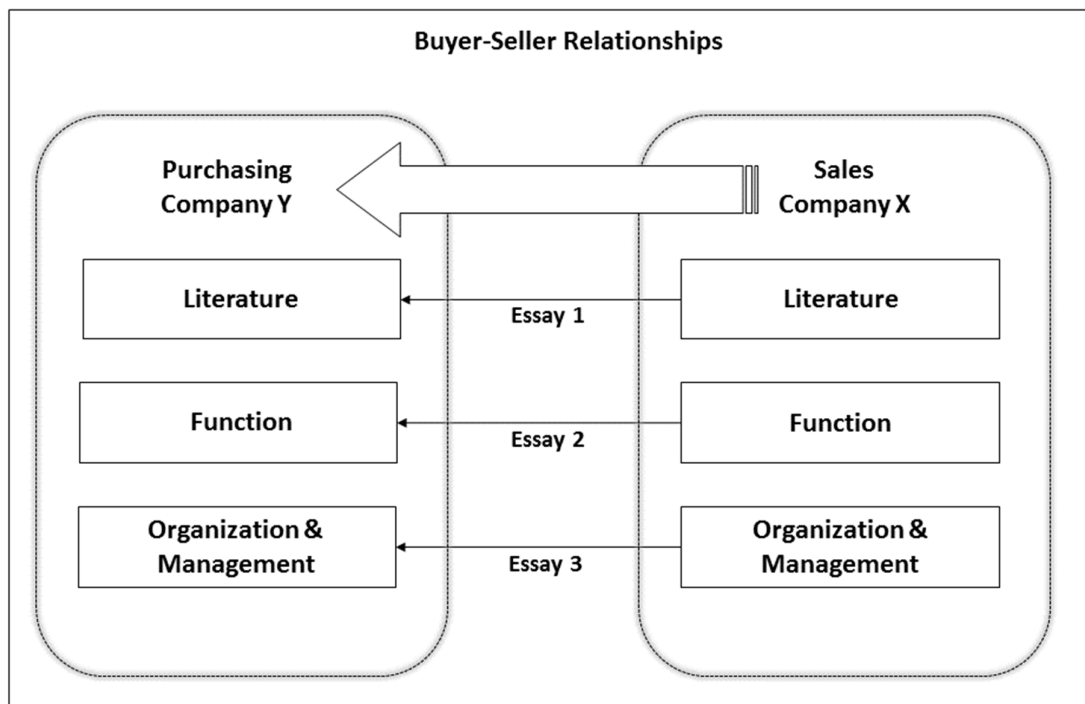 Buyer-Seller Relationships
Purchasing
Company Y
Sales
Company X
Literature
Essay 1
Literature
Function
Essay 2
Function
Organization &
Management
Essay 3
Organization &
Management